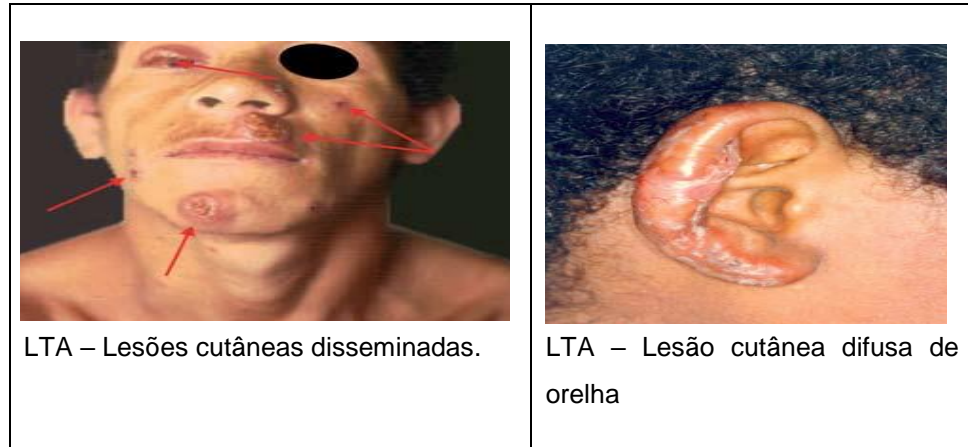 LTA – Lesões cutâneas disseminadas.
LTA – Lesão cutânea difusa de
orelha